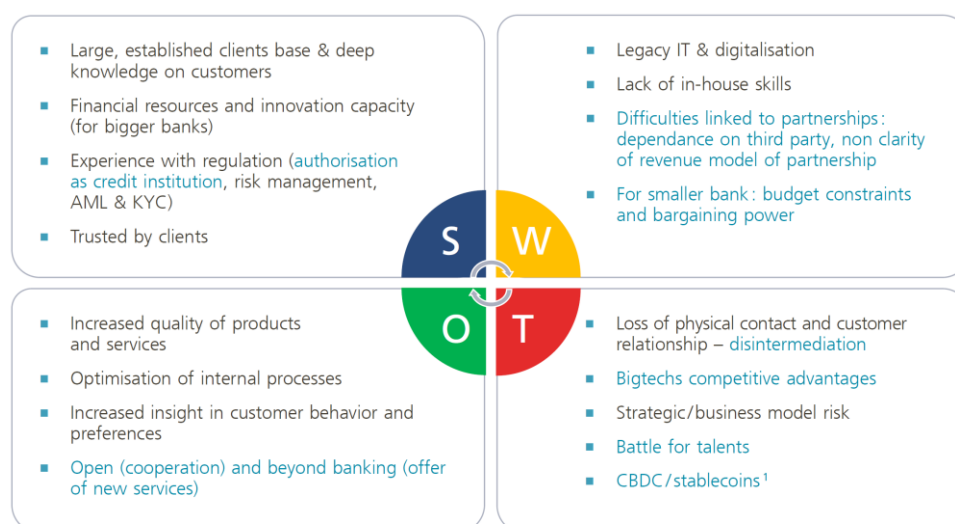 Large, established clients base & deep
knowledge on customers
Financial resources and innovation capacity
(for bigger banks)
Experience with regulation (authorisation
as credit institution, risk management,
AML & KYC)
Trusted by clients
Legacy IT & digitalisation
Lack of in-house skills
Difficulties linked to partnerships :
dependance on third party, non clarity
of revenue model of partnership
For smaller bank : budget constraints
and bargaining power
S
W
O
T
Increased quality of products
and services
Optimisation of internal processes
Increased insight in customer behavior and
preferences
Open (cooperation) and beyond banking (offer
of new services)
Loss of physical contact and customer
relationship – disintermediation
Bigtechs competitive advantages
Strategic/business model risk
Battle for talents
CBDC/stablecoins¹